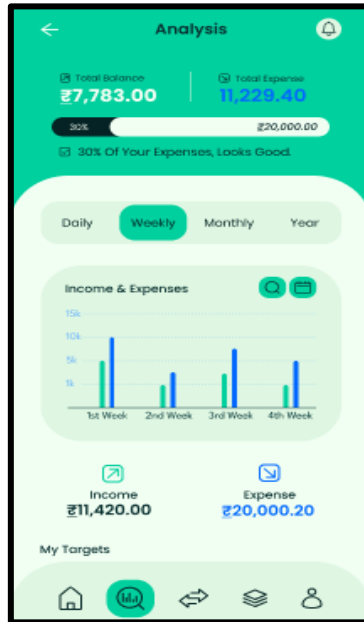 Analysis
Total Balance
Total Expense
₹7,783.00
11,229.40
30%
₹20,000.00
30% Of Your Expenses, Looks Good.
Daily
Weekly
Monthly
Year
Income & Expenses
15k
10k
5k
1k
1st Week
2nd Week
3rd Week
4th Week
Income
₹11,420.00
Expense
₹20,000.20
My Targets